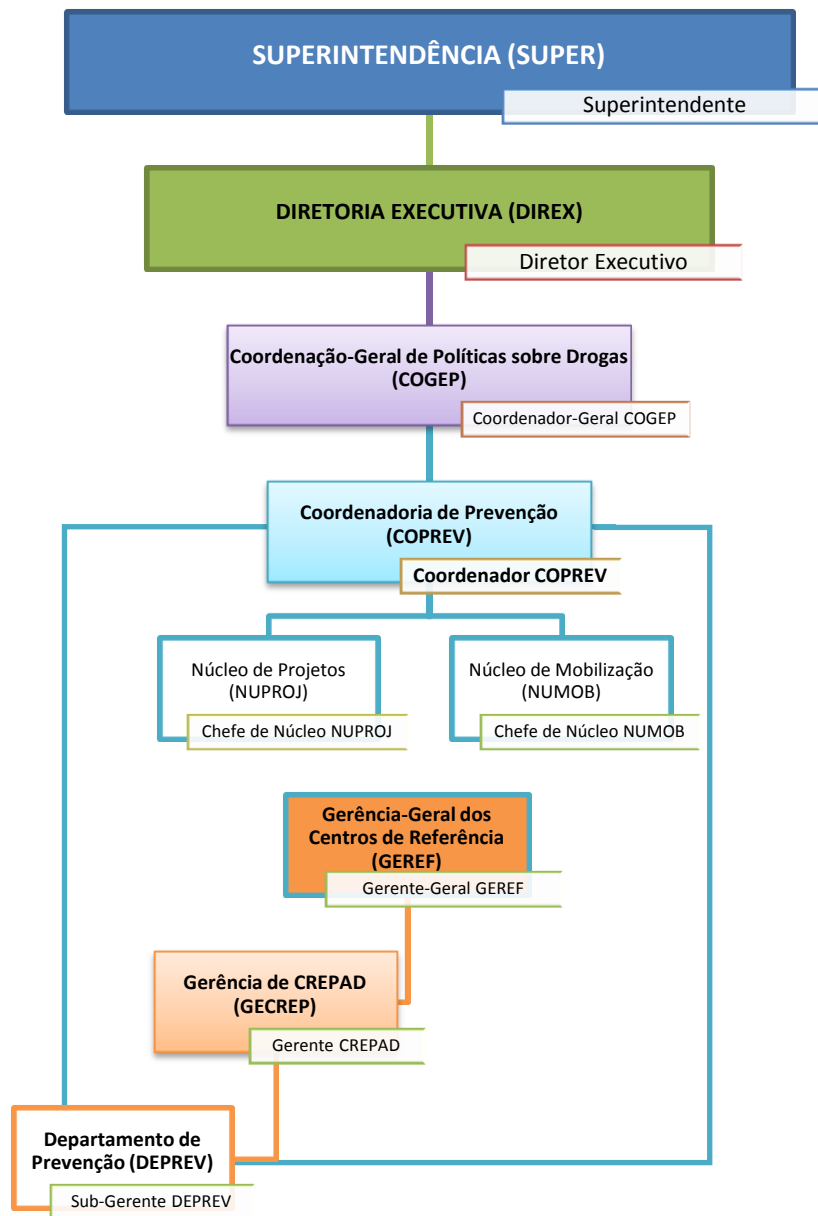 SUPERINTENDÊNCIA (SUPER)
Superintendente
DIRETORIA EXECUTIVA (DIREX)
Diretor Executivo
Coordenação-Geral de Políticas sobre Drogas
(COGEP)
Coordenador-Geral COGEP
Coordenadoria de Prevenção
(COPREV)
Coordenador COPREV
Núcleo de Projetos
(NUPROJ)
Chefe de Núcleo NUPROJ
Núcleo de Mobilização
(NUMOB)
Chefe de Núcleo NUMOB
Gerência-Geral dos
Centros de Referência
(GEREF)
Gerente-Geral GEREF
Gerência de CREPAD
(GECREP)
Gerente CREPAD
Departamento de
Prevenção (DEPREV)
Sub-Gerente DEPREV